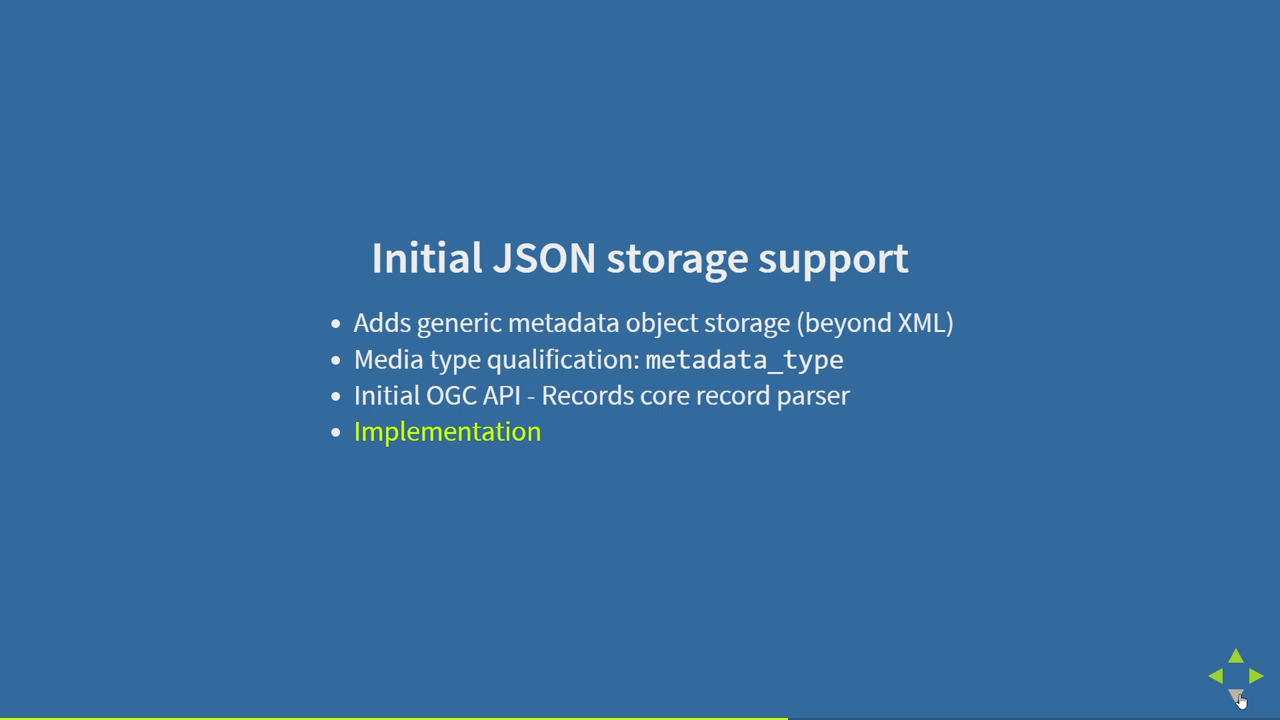 Initial JSON storage support
• Adds generic metadata object storage (beyond XML)
• Media type qualification: metadata_type
• Initial OGC API - Records core record parser
• Implementation